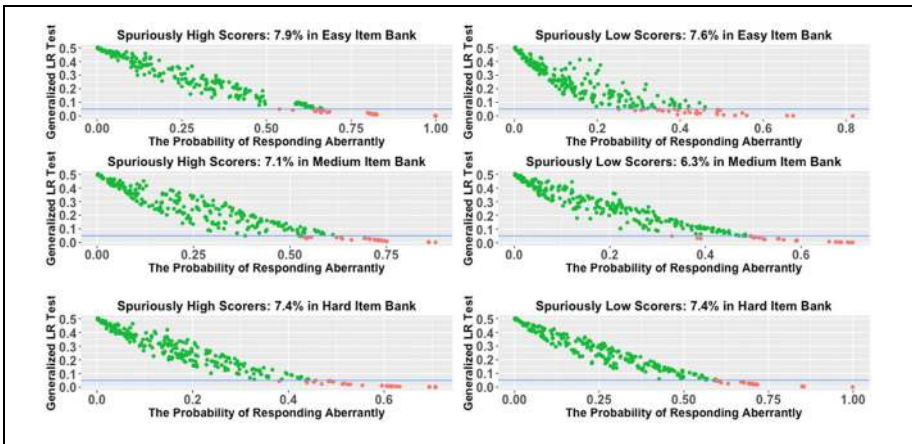 Spuriously High Scorers: 7.9% in Easy Item Bank
Generalized LR Test
0.5
0.4
0.3
0.2
0.1
0.0
0.00 0.25 0.50 0.75 1.00
The Probability of Responding Aberrantly
Spuriously Low Scorers: 7.6% in Easy Item Bank
Generalized LR Test
0.5
0.4
0.3
0.2
0.1
0.0
0.0 0.2 0.4 0.6 0.8
The Probability of Responding Aberrantly
Spuriously High Scorers: 7.1% in Medium Item Bank
Generalized LR Test
0.5
0.4
0.3
0.2
0.1
0.0
0.00 0.25 0.50 0.75
The Probability of Responding Aberrantly
Spuriously Low Scorers: 6.3% in Medium Item Bank
Generalized LR Test
0.5
0.4
0.3
0.2
0.1
0.0
0.0 0.2 0.4 0.6
The Probability of Responding Aberrantly
Spuriously High Scorers: 7.4% in Hard Item Bank
Generalized LR Test
0.5
0.4
0.3
0.2
0.1
0.0
0.0 0.2 0.4 0.6
The Probability of Responding Aberrantly
Spuriously Low Scorers: 7.4% in Hard Item Bank
Generalized LR Test
0.5
0.4
0.3
0.2
0.1
0.0
0.00 0.25 0.50 0.75 1.00
The Probability of Responding Aberrantly